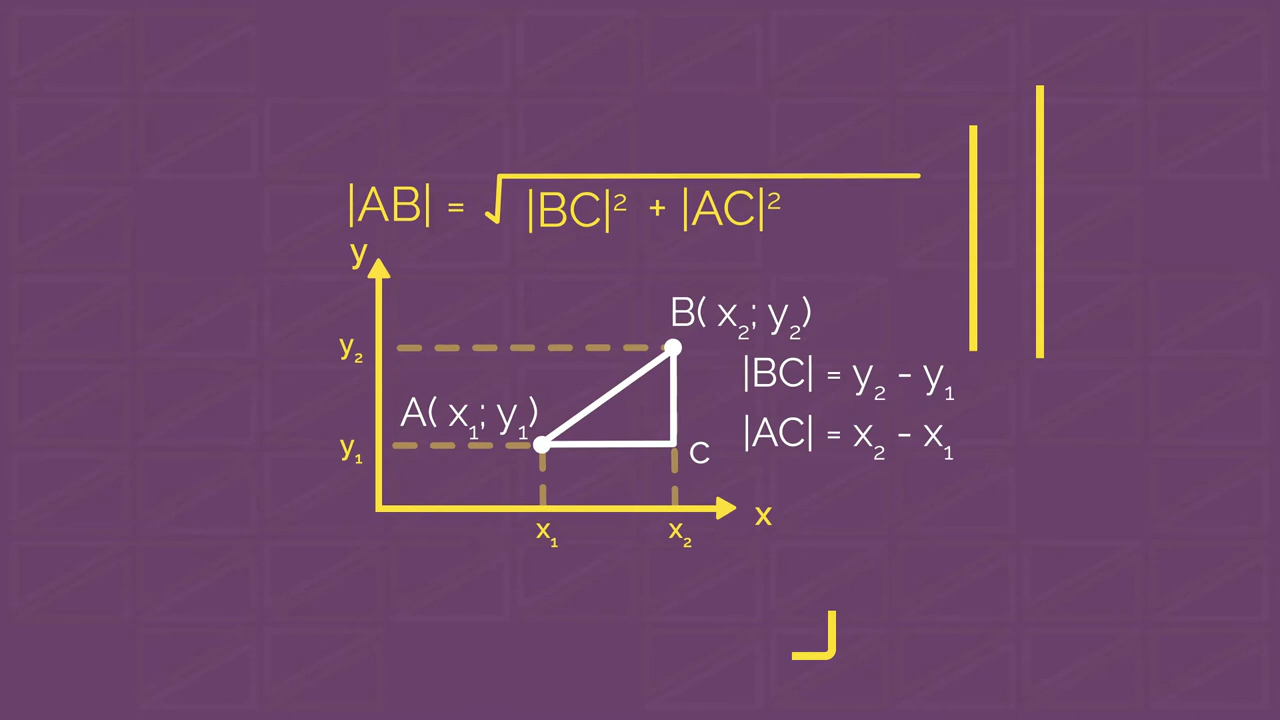 |AB| = √|BC|² + |AC|²
y
B( x₂; y₂)
y₂
|BC| = y₂ - y₁
A( x₁; y₁)
|AC| = x₂ - x₁
y₁
C
x
x₁
x₂